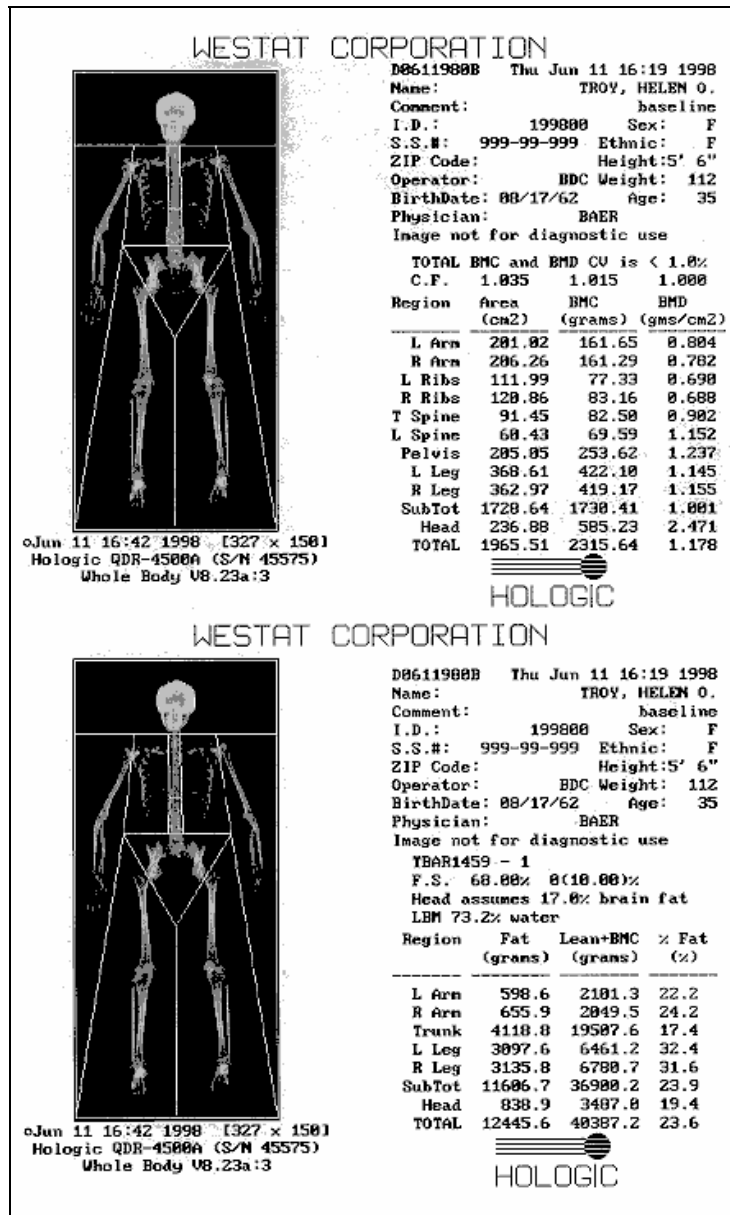 WESTAT CORPORATION
D0611980B Thu Jun 11 16:19 1998
Name: TROY, HELEN O.
Comment: baseline
I.D.: 199800 Sex: F
S.S.#: 999-99-999 Ethnic: F
ZIP Code: Height:5' 6"
Operator: BDC Weight: 112
BirthDate: 08/17/62 Age: 35
Physician: BAER
Image not for diagnostic use
TOTAL BMC and BMD CV is < 1.0%
C.F. 1.035 1.015 1.000
Region Area BMC BMD
(cm2) (grams) (gms/cm2)
L Arm 201.02 161.65 0.804
R Arm 206.26 161.29 0.782
L Ribs 111.99 77.33 0.690
R Ribs 120.86 83.16 0.688
T Spine 91.45 82.50 0.902
L Spine 60.43 69.59 1.152
Pelvis 205.05 253.62 1.237
L Leg 368.61 422.10 1.145
R Leg 362.97 419.17 1.155
SubTot 1728.64 1730.41 1.001
Head 236.88 585.23 2.471
TOTAL 1965.51 2315.64 1.178
Jun 11 16:42 1998 [327 x 150]
Hologic QDR-4500A (S/N 45575)
Whole Body V8.23a:3
HOLOGIC
WESTAT CORPORATION
D0611980B Thu Jun 11 16:19 1998
Name: TROY, HELEN O.
Comment: baseline
I.D.: 199800 Sex: F
S.S.#: 999-99-999 Ethnic: F
ZIP Code: Height:5' 6"
Operator: BDC Weight: 112
BirthDate: 08/17/62 Age: 35
Physician: BAER
Image not for diagnostic use
TBAR1459 - 1
F.S. 68.00% 0(10.00)%
Head assumes 17.0% brain fat
LBM 73.2% water
Region Fat Lean+BMC % Fat
(grams) (grams) (%)
L Arm 598.6 2101.3 22.2
R Arm 655.9 2049.5 24.2
Trunk 4118.8 19507.6 17.4
L Leg 3097.6 6461.2 32.4
R Leg 3135.8 6780.7 31.6
SubTot 11606.7 36900.2 23.9
Head 838.9 3487.0 19.4
TOTAL 12445.6 40387.2 23.6
Jun 11 16:42 1998 [327 x 150]
Hologic QDR-4500A (S/N 45575)
Whole Body V8.23a:3
HOLOGIC